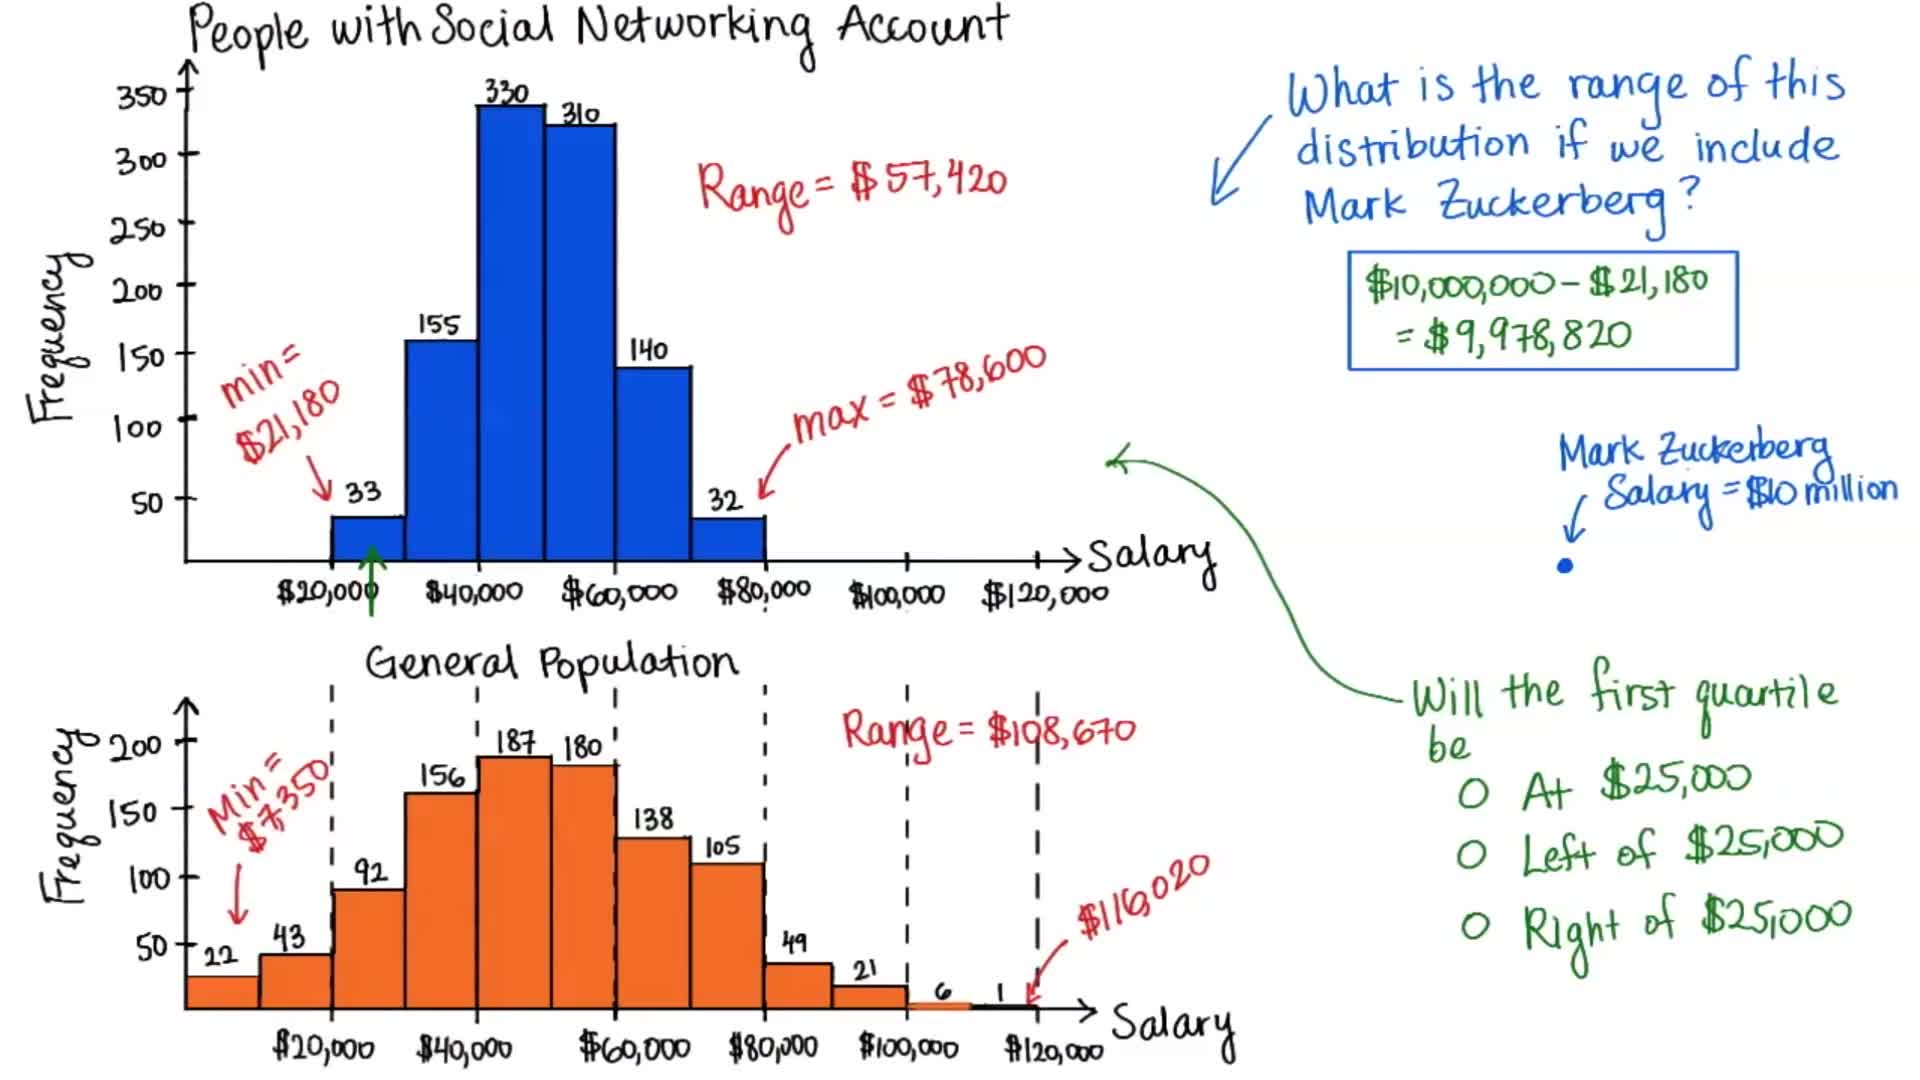 People with Social Networking Account
350
300
250
200
150
100
50
Frequency
330
310
155
140
33
32
min =
$21,180
Range = $57,420
max = $78,600
$20,000 $40,000 $60,000 $80,000 $100,000 $120,000
Salary
What is the range of this
distribution if we include
Mark Zuckerberg?
$10,000,000 - $21,180
= $9,978,820
Mark Zuckerberg
Salary = $10 million
General Population
200
150
100
50
Frequency
22
43
92
156
187
180
138
105
49
21
6
1
Min =
$7,350
Range = $108,670
$116,020
$20,000 $40,000 $60,000 $80,000 $100,000 $120,000
Salary
Will the first quartile
be
O At $25,000
O Left of $25,000
O Right of $25,000